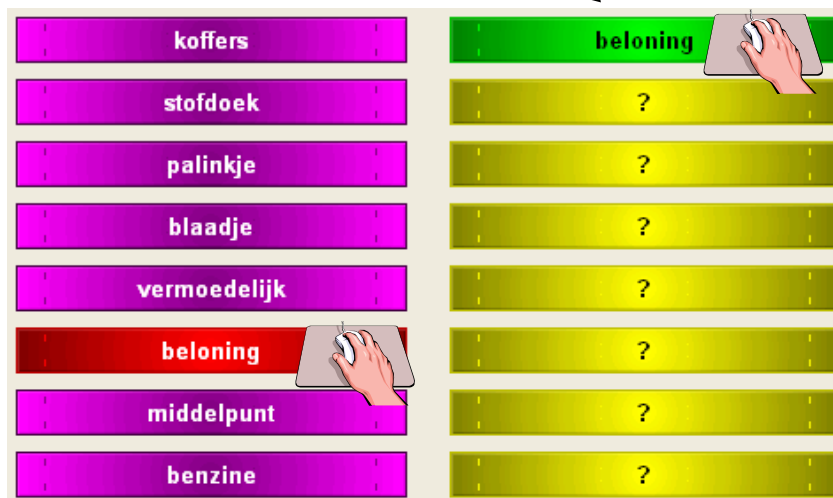 koffers
beloning
stofdoek
?
palinkje
?
blaadje
?
vermoedelijk
?
beloning
?
middelpunt
?
benzine
?